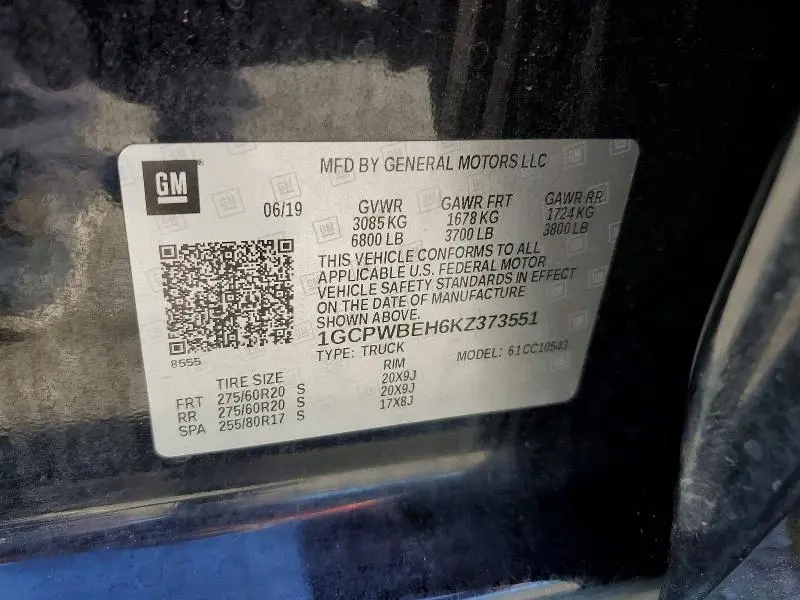 GM
MFD BY GENERAL MOTORS LLC
06/19
GVWR GAWR FRT GAWR RR
3085 KG 1678 KG 1724 KG
6800 LB 3700 LB 3800 LB
THIS VEHICLE CONFORMS TO ALL
APPLICABLE U.S. FEDERAL MOTOR
VEHICLE SAFETY STANDARDS IN EFFECT
ON THE DATE OF MANUFACTURE
SHOWN ABOVE.
1GCPWBEH6KZ373551
TYPE: TRUCK MODEL: 61CC10543
8555
TIRE SIZE RIM
FRT 275/60R20 S 20X9J
RR 275/60R20 S 20X9J
SPA 255/80R17 S 17X8J